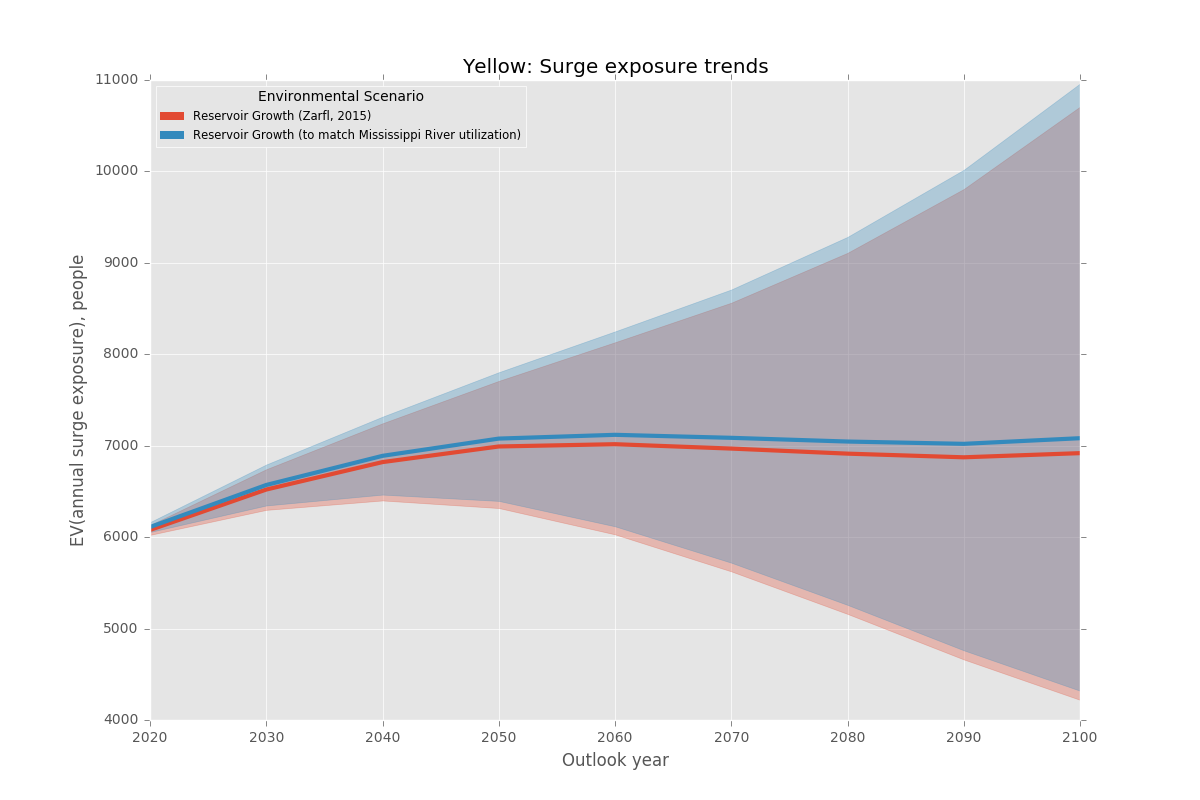 Yellow: Surge exposure trends
Environmental Scenario
Reservoir Growth (Zarfl, 2015)
Reservoir Growth (to match Mississippi River utilization)
EV(annual surge exposure), people
11000
10000
9000
8000
7000
6000
5000
4000
2020 2030 2040 2050 2060 2070 2080 2090 2100
Outlook year